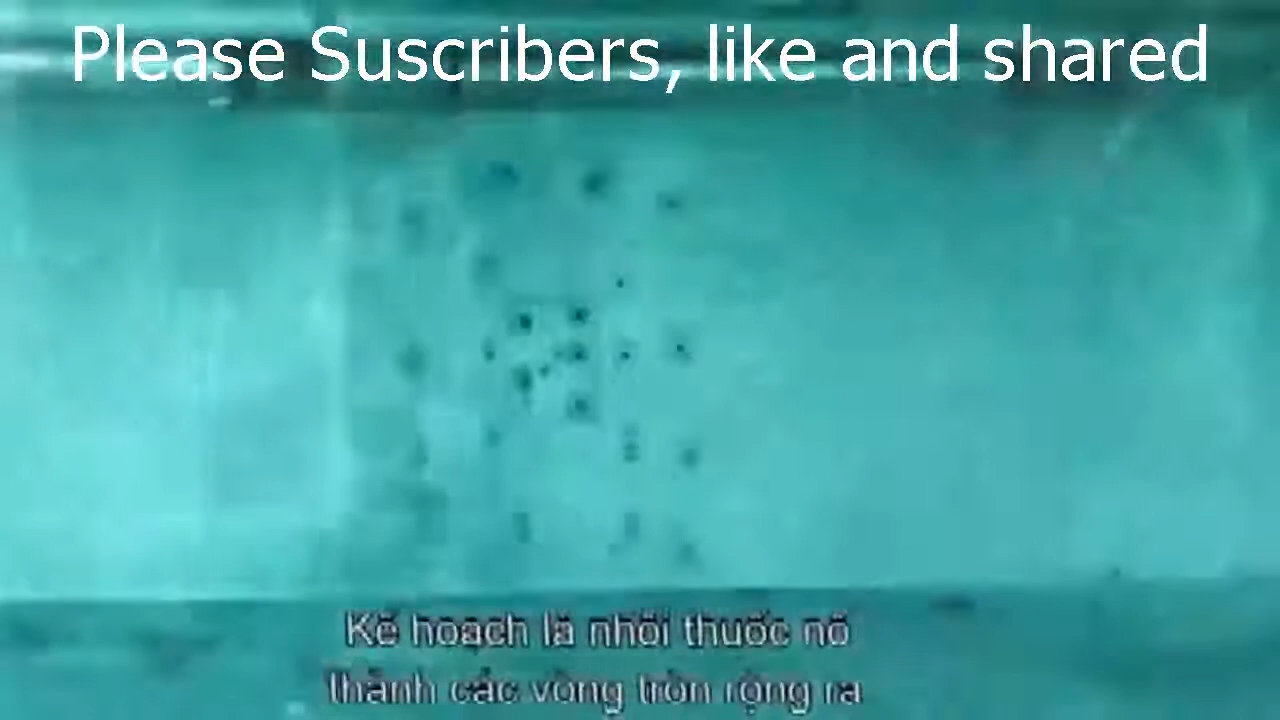 Please Suscribers, like and shared
Kế hoạch là nhồi thuốc nổ
thành các vòng tròn rộng ra